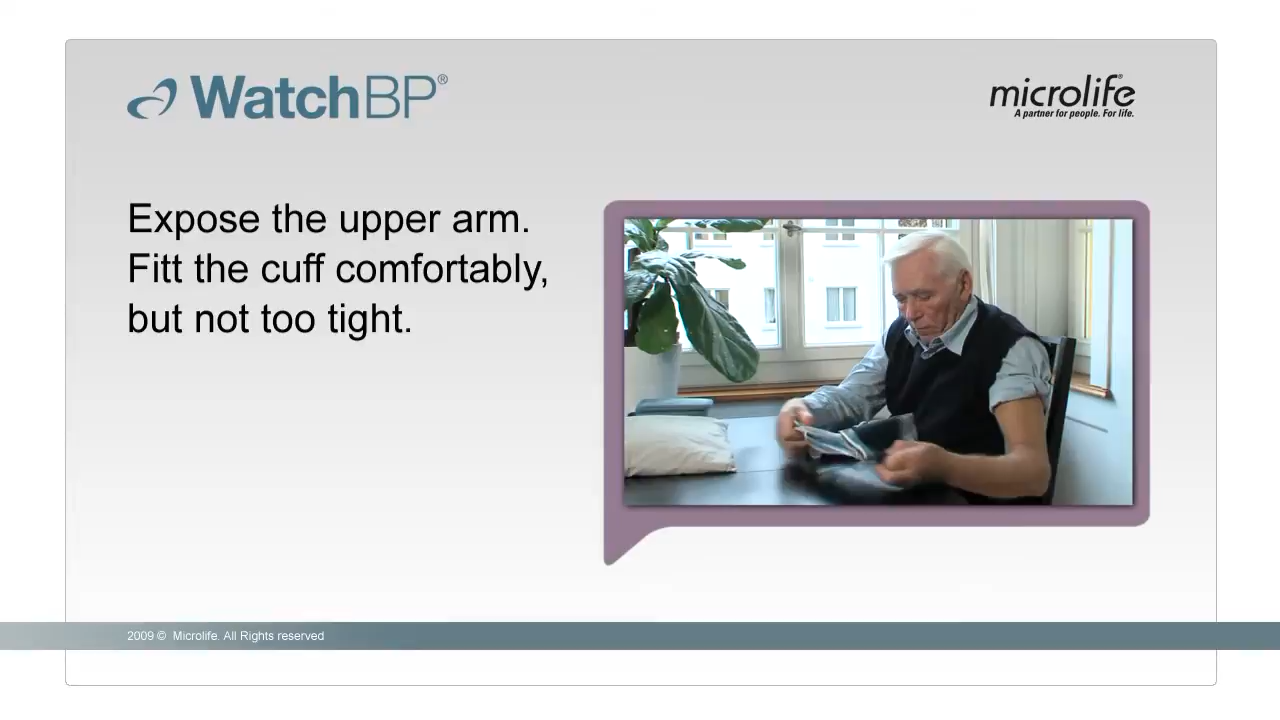 WatchBP®
microlife®
A partner for people. For life.
Expose the upper arm.
Fitt the cuff comfortably,
but not too tight.
2009 © Microlife. All Rights reserved